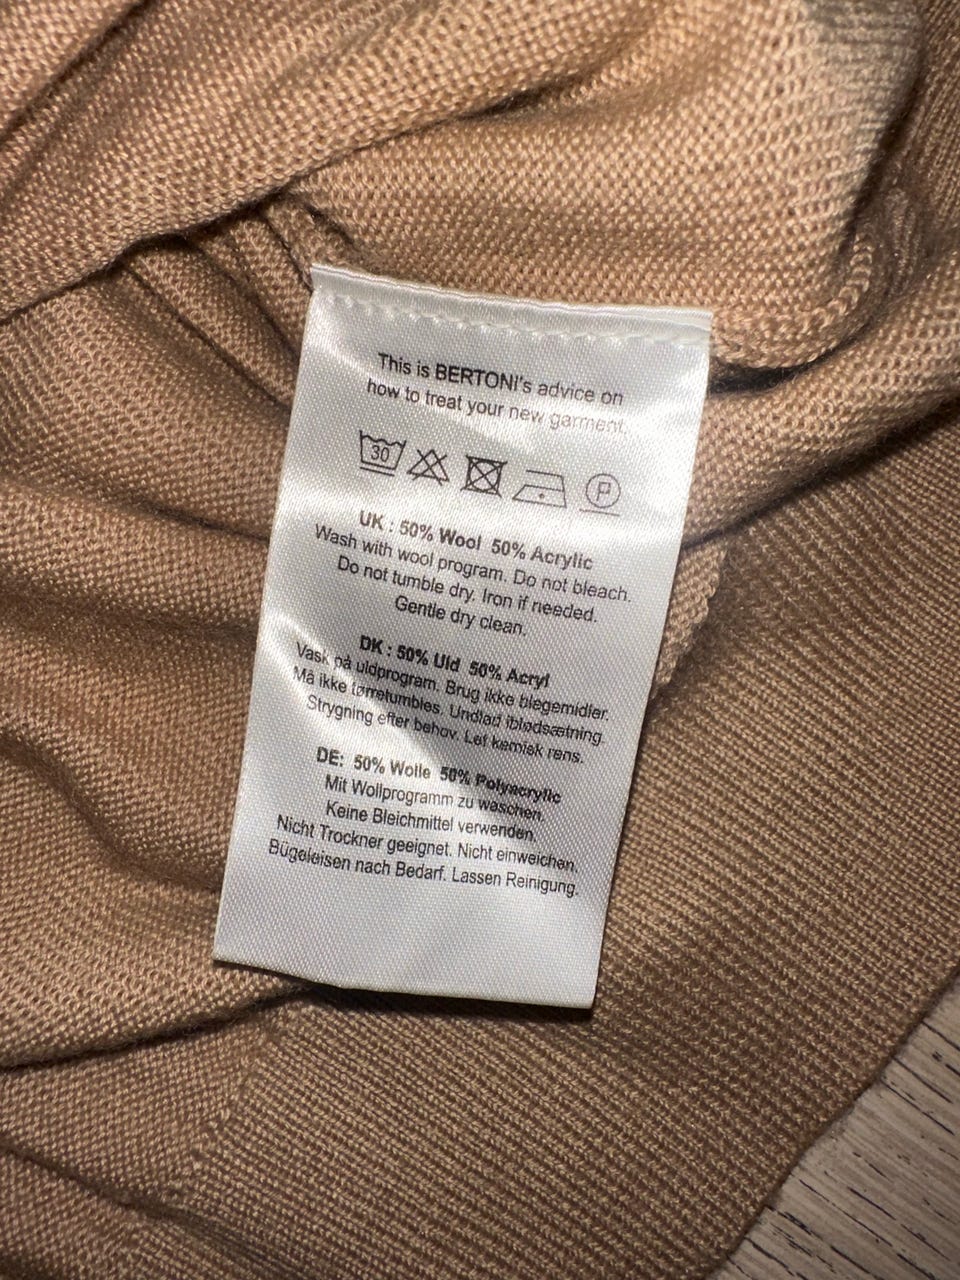 This is BERTONI's advice on
how to treat your new garment.
30 P
UK : 50% Wool 50% Acrylic
Wash with wool program. Do not bleach.
Do not tumble dry. Iron if needed.
Gentle dry clean.
DK : 50% Uld 50% Acryl
Vask på uldprogram. Brug ikke blegemidler.
Må ikke tørretumbles. Undlad iblødsætning.
Strygning efter behov. Let kemisk rens.
DE: 50% Wolle 50% Polyacrylic
Mit Wollprogramm zu waschen.
Keine Bleichmittel verwenden.
Nicht Trockner geeignet. Nicht einweichen.
Bügeleisen nach Bedarf. Lassen Reinigung.